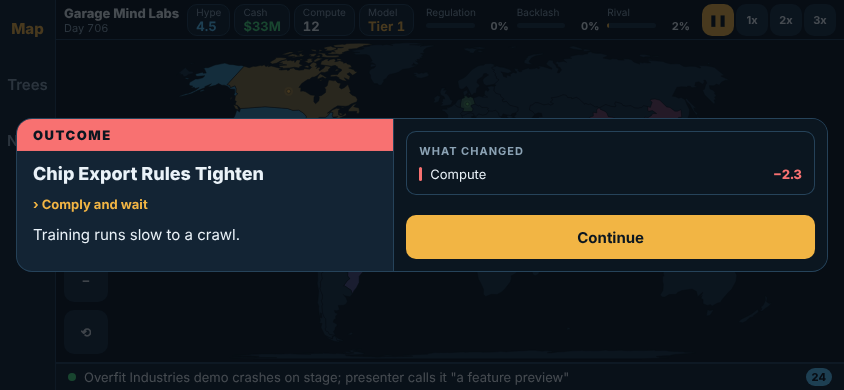 Map
Garage Mind Labs
Day 706
Hype
4.5
Cash
$33M
Compute
12
Model
Tier 1
Regulation
0%
Backlash
0%
Rival
2%
1x
2x
3x
Trees
N
OUTCOME
Chip Export Rules Tighten
› Comply and wait
Training runs slow to a crawl.
WHAT CHANGED
Compute
−2.3
Continue
Overfit Industries demo crashes on stage; presenter calls it "a feature preview"
24